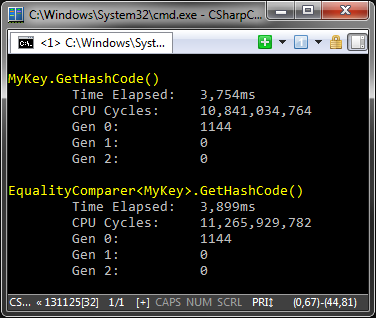 C:\Windows\System32\cmd.exe - CSharpC...
<1> C:\Windows\Syst...
MyKey.GetHashCode()
Time Elapsed: 3,754ms
CPU Cycles: 10,841,034,764
Gen 0: 1144
Gen 1: 0
Gen 2: 0
EqualityComparer<MyKey>.GetHashCode()
Time Elapsed: 3,899ms
CPU Cycles: 11,265,929,782
Gen 0: 1144
Gen 1: 0
Gen 2: 0
CS... « 131125[32] 1/1 [+] CAPS NUM SCRL PRI↕ (0,67)-(44,81)